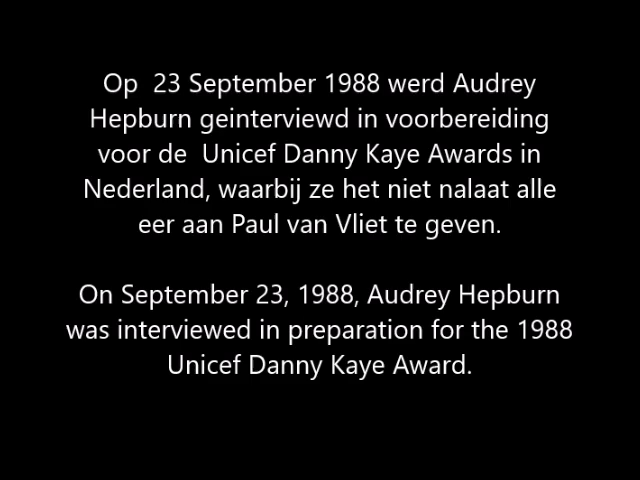 Op  23 September 1988 werd Audrey
Hepburn geinterviewd in voorbereiding
voor de  Unicef Danny Kaye Awards in
Nederland, waarbij ze het niet nalaat alle
eer aan Paul van Vliet te geven.
On September 23, 1988, Audrey Hepburn
was interviewed in preparation for the 1988
Unicef Danny Kaye Award.